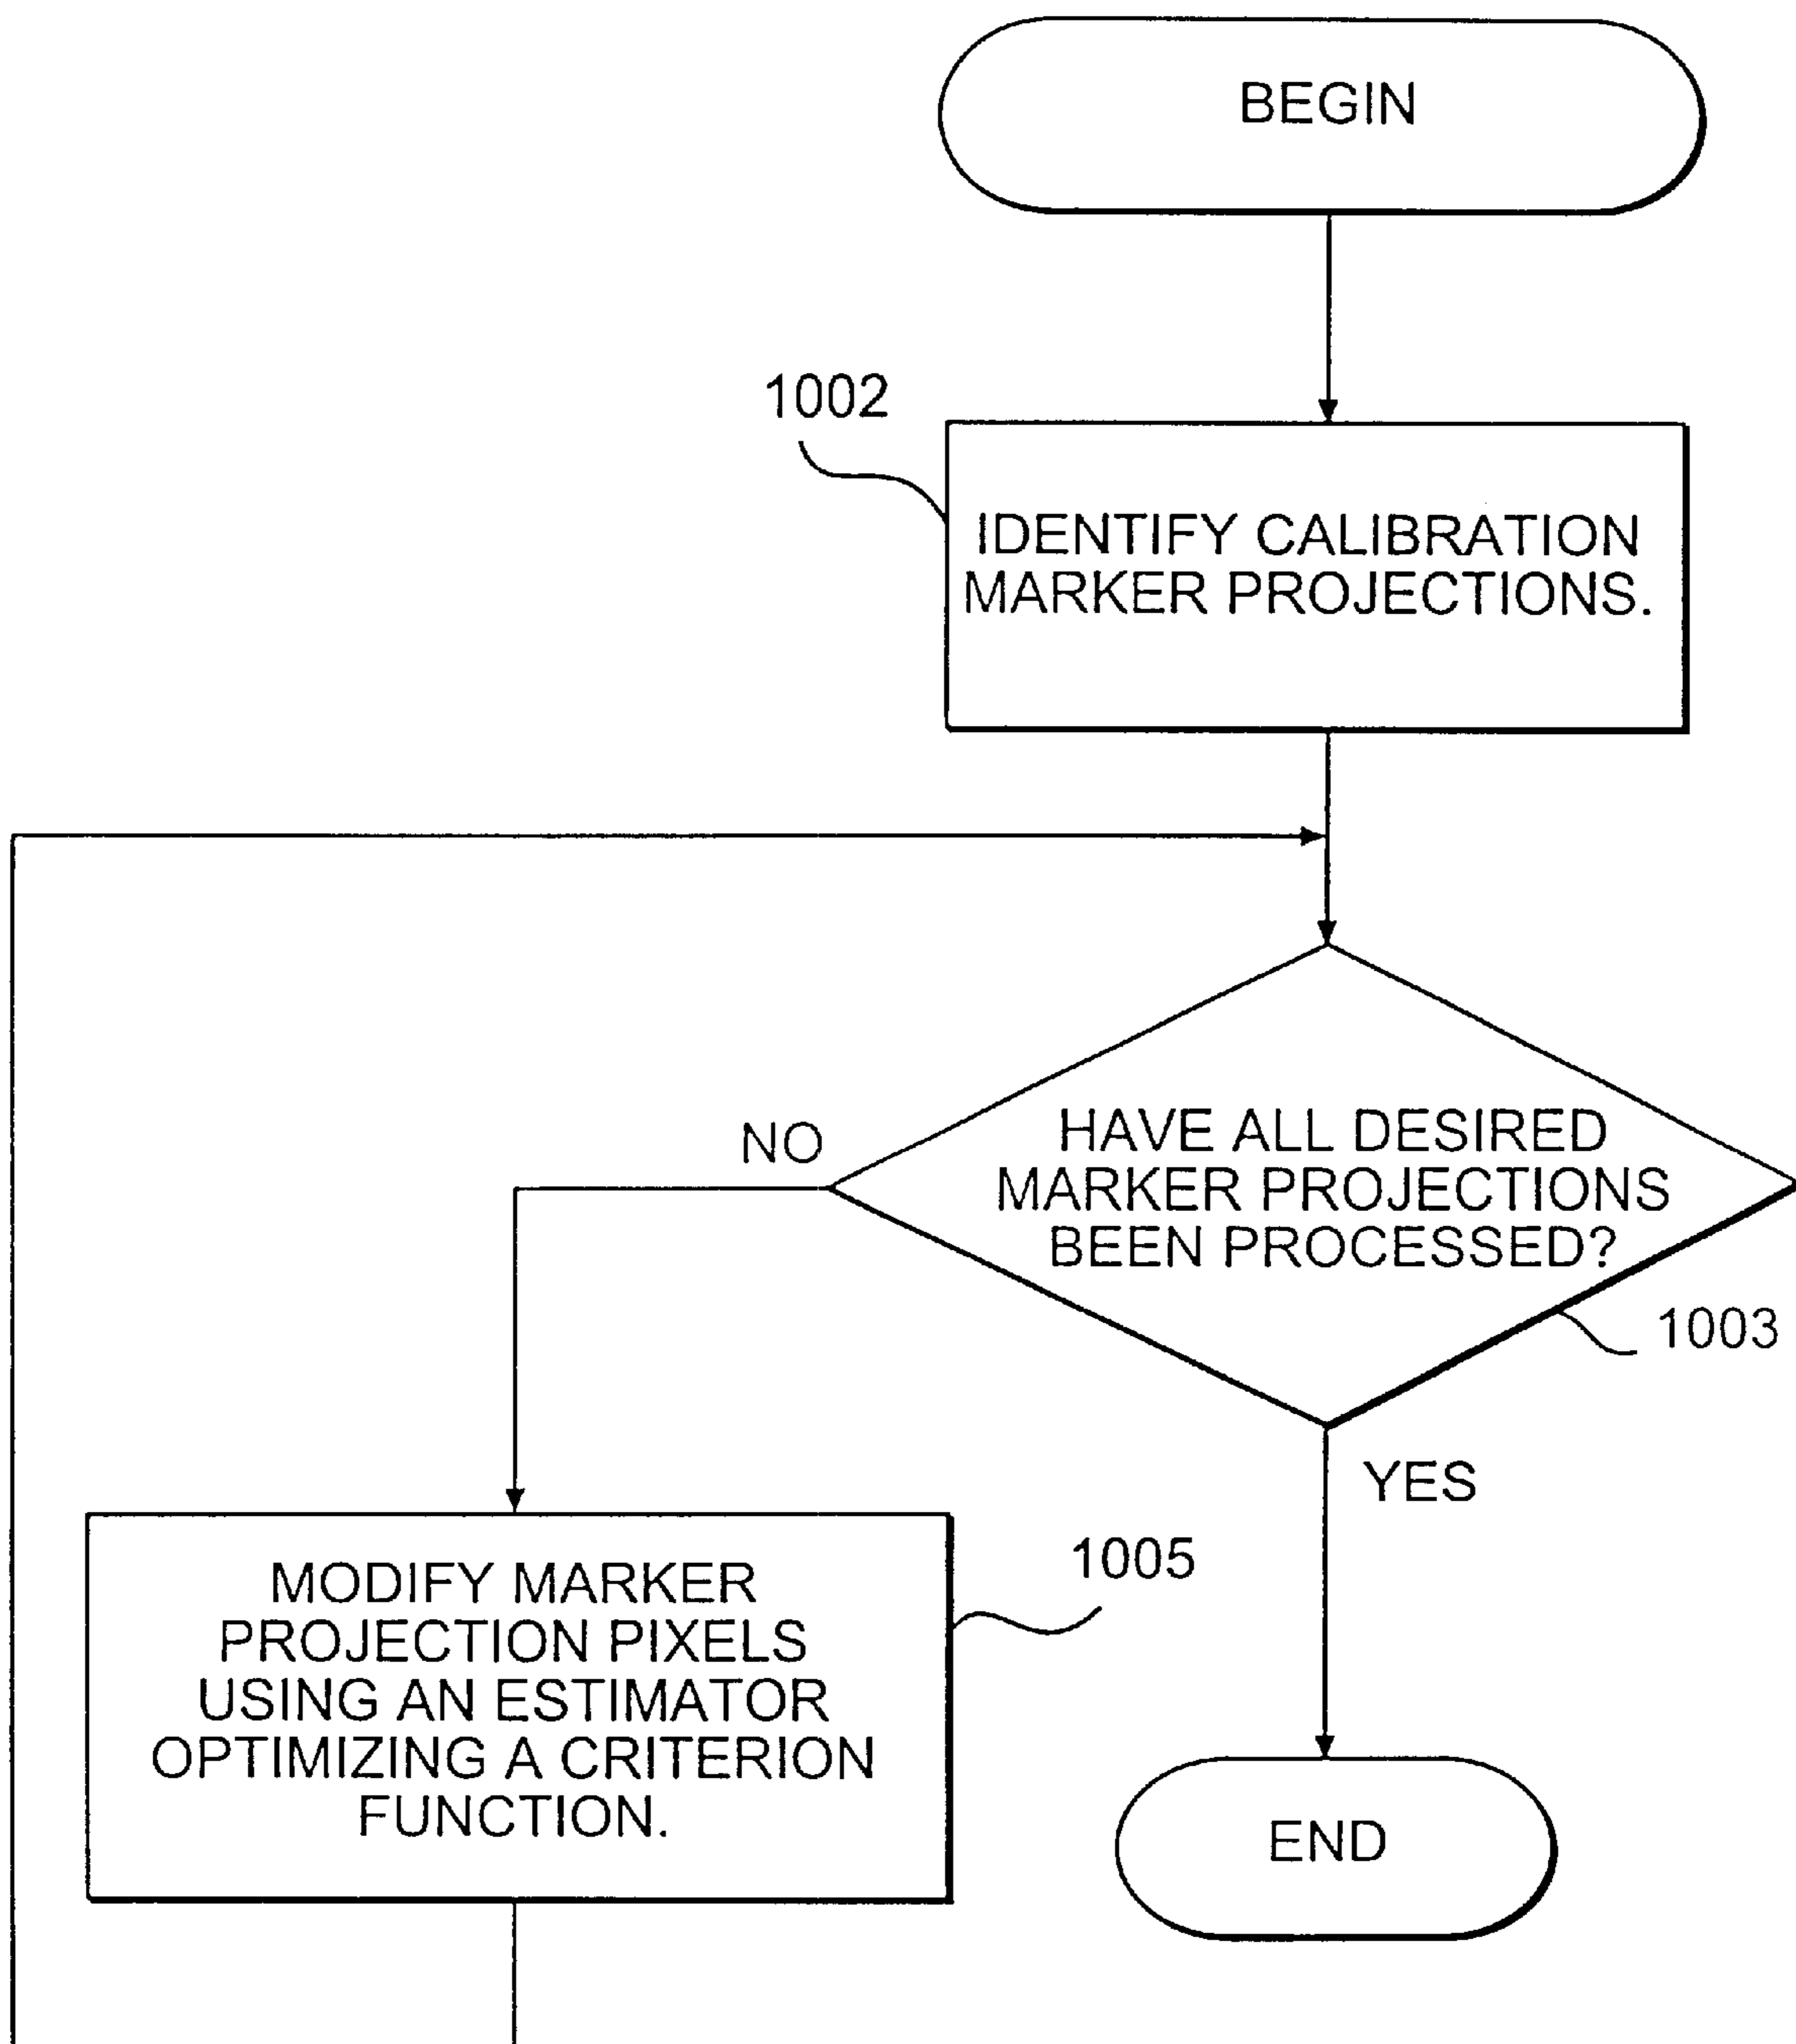 BEGIN
1002
IDENTIFY CALIBRATION
MARKER PROJECTIONS.
NO
HAVE ALL DESIRED
MARKER PROJECTIONS
BEEN PROCESSED?
1003
YES
MODIFY MARKER
PROJECTION PIXELS
USING AN ESTIMATOR
OPTIMIZING A CRITERION
FUNCTION.
1005
END